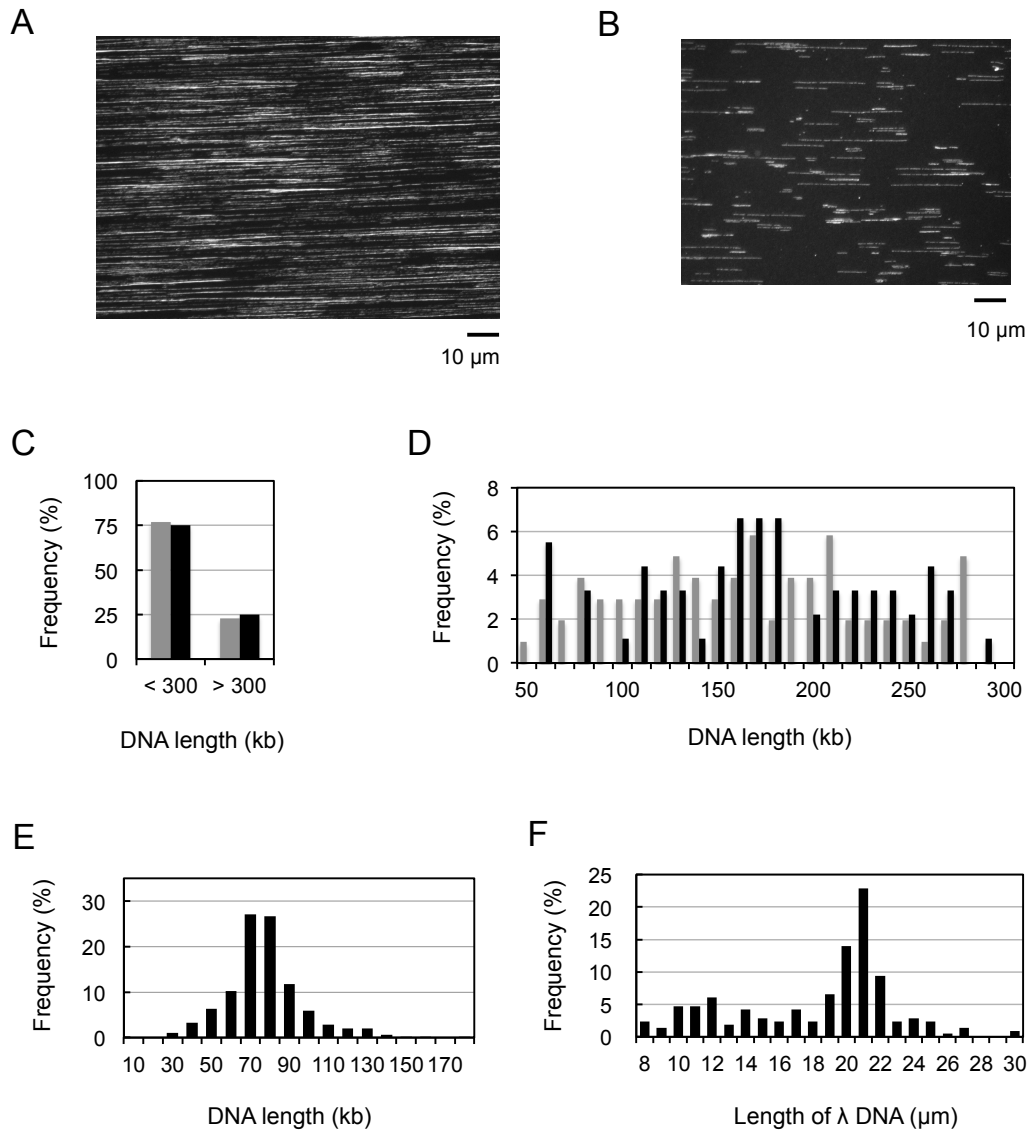 A
B
10 µm
10 µm
C
D
Frequency (%)
100
75
50
25
0
< 300 > 300
DNA length (kb)
Frequency (%)
8
6
4
2
0
50 100 150 200 250 300
DNA length (kb)
E
F
Frequency (%)
30
20
10
0
10 30 50 70 90 110 130 150 170
DNA length (kb)
Frequency (%)
25
20
15
10
5
0
8 10 12 14 16 18 20 22 24 26 28 30
Length of λ DNA (µm)